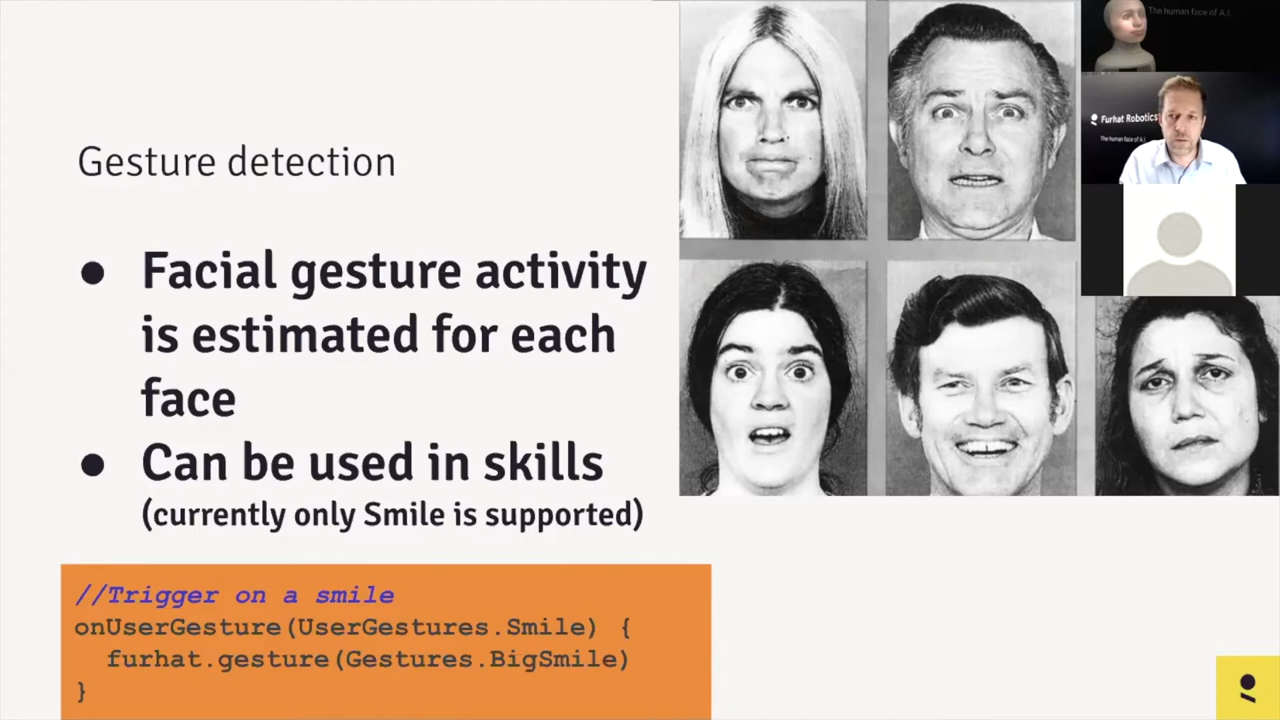 Gesture detection
● Facial gesture activity
is estimated for each
face
● Can be used in skills
(currently only Smile is supported)
//Trigger on a smile
onUserGesture(UserGestures.Smile) {
furhat.gesture(Gestures.BigSmile)
}
The human face of A.I.
Furhat Robotics
The human face of A.I